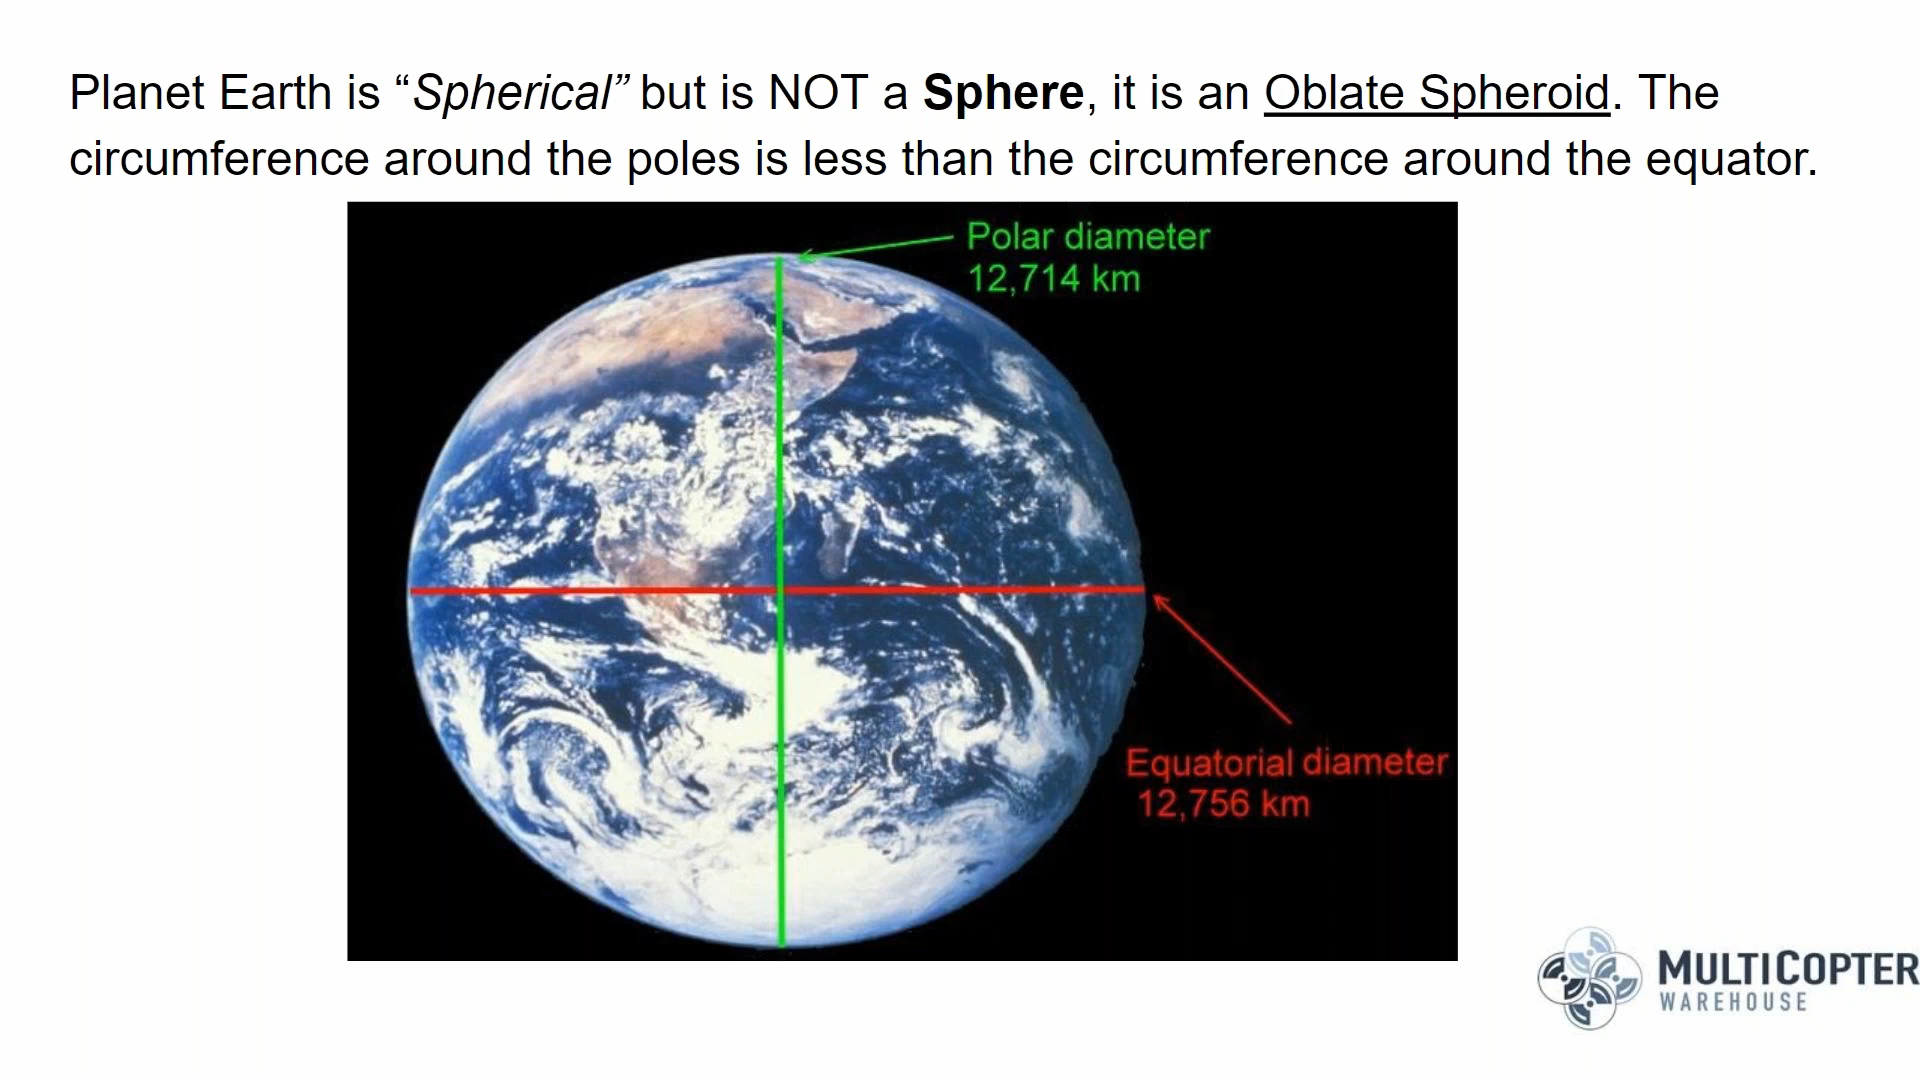 Planet Earth is “Spherical” but is NOT a Sphere, it is an Oblate Spheroid. The
circumference around the poles is less than the circumference around the equator.
Polar diameter
12,714 km
Equatorial diameter
12,756 km
MULTICOPTER
WAREHOUSE